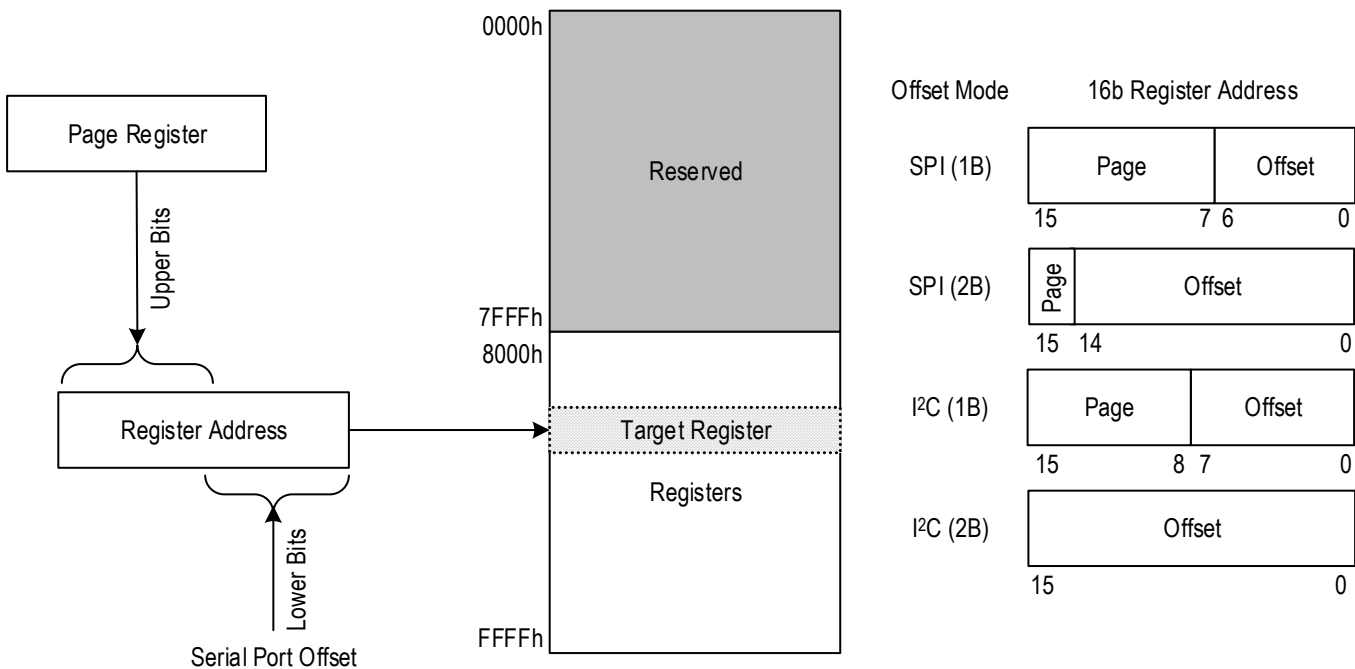 0000h
Page Register
Upper Bits
Reserved
7FFFh
8000h
Register Address
Target Register
Registers
Lower Bits
FFFFh
Serial Port Offset
Offset Mode 16b Register Address
SPI (1B) Page Offset
15 7 6 0
SPI (2B) Page Offset
15 14 0
I²C (1B) Page Offset
15 8 7 0
I²C (2B) Offset
15 0